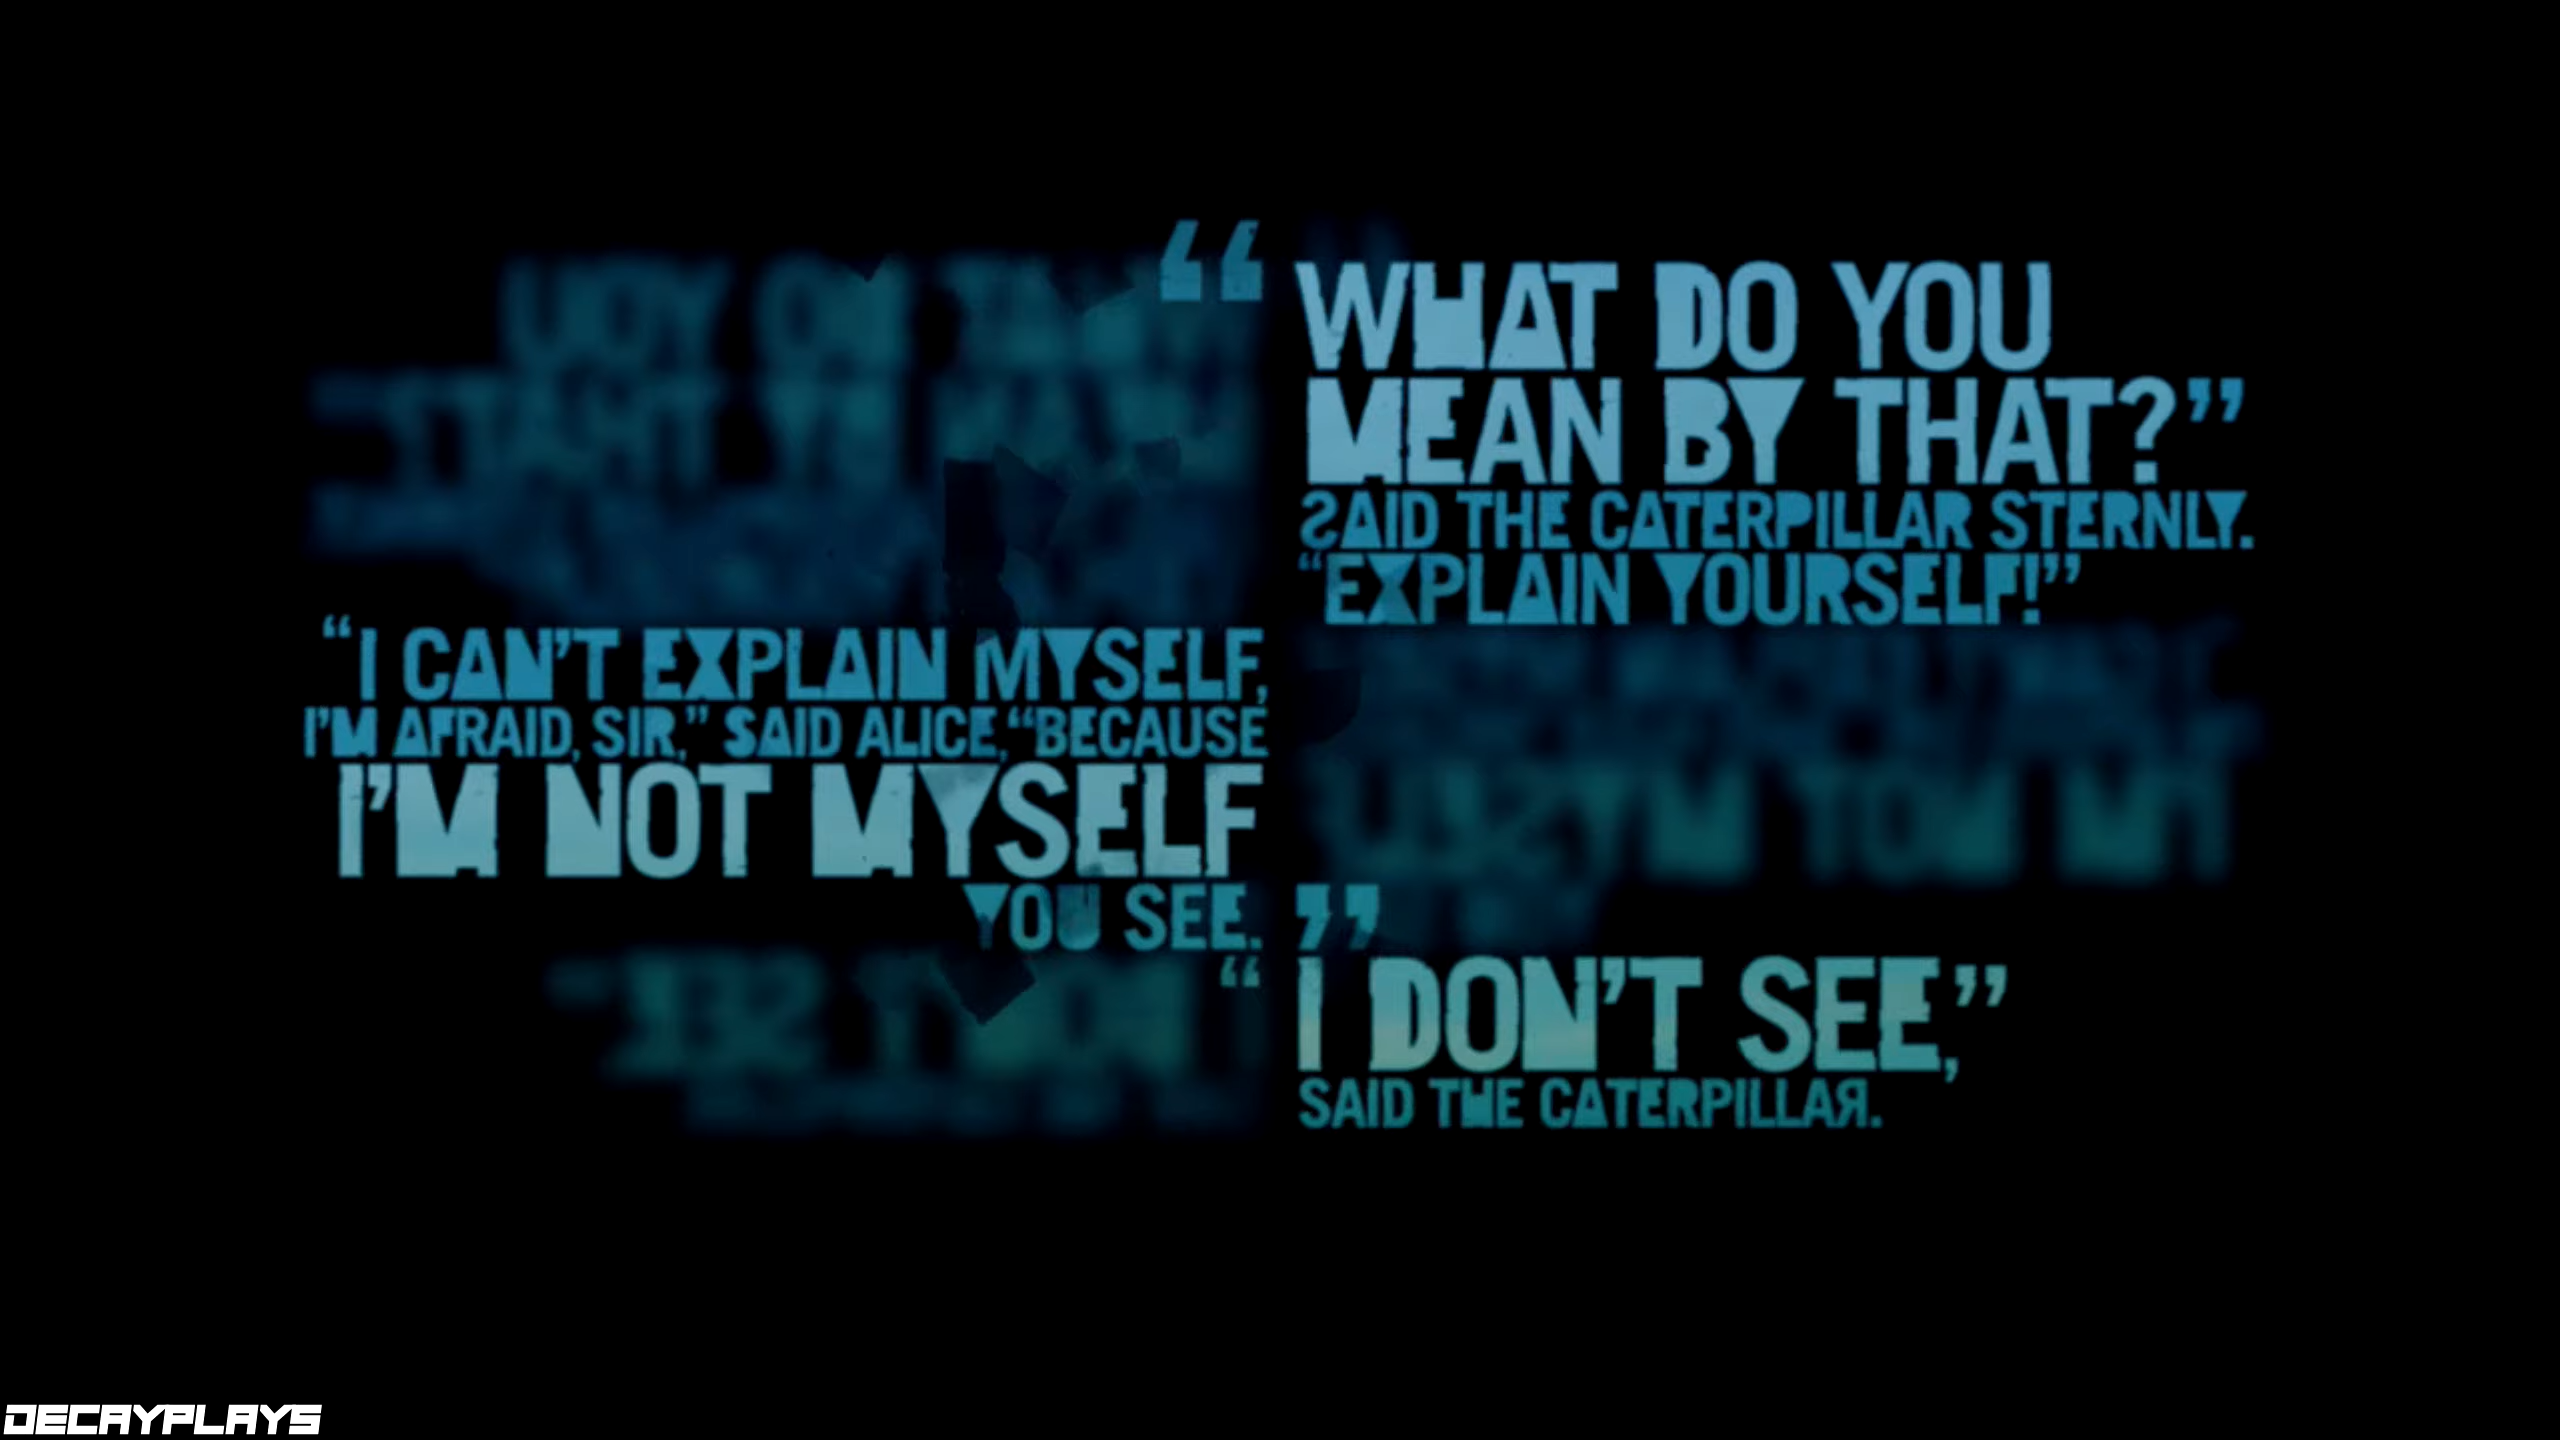 “ WHAT DO YOU
MEAN BY THAT?”
SAID THE CATERPILLAR STERNLY.
“EXPLAIN YOURSELF!”
“I CAN’T EXPLAIN MYSELF,
I’M AFRAID, SIR,” SAID ALICE, “BECAUSE
I’M NOT MYSELF
YOU SEE. ”
“ I DON’T SEE,”
SAID THE CATERPILLAR.
DECAYPLAYS